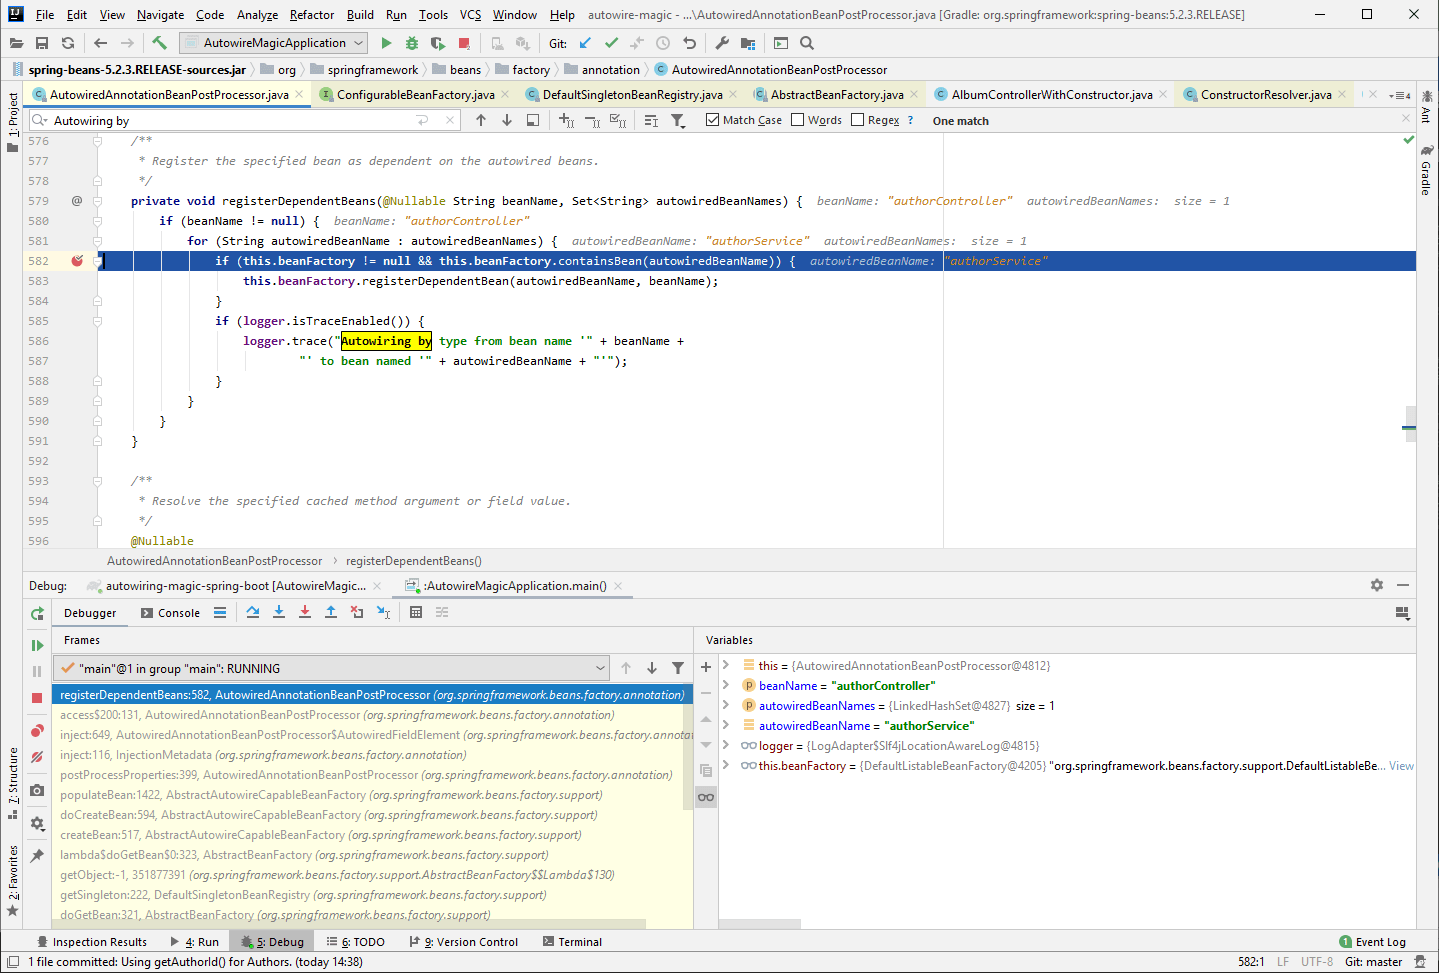 File Edit View Navigate Code Analyze Refactor Build Run Tools VCS Window Help autowire-magic - ...\AutowiredAnnotationBeanPostProcessor.java [Gradle: org.springframework:spring-beans:5.2.3.RELEASE]
AutowireMagicApplication Git:
spring-beans-5.2.3.RELEASE-sources.jar org springframework beans factory annotation AutowiredAnnotationBeanPostProcessor
AutowiredAnnotationBeanPostProcessor.java ConfigurableBeanFactory.java DefaultSingletonBeanRegistry.java AbstractBeanFactory.java AlbumControllerWithConstructor.java ConstructorResolver.java 4
Autowiring by Match Case Words Regex ? One match
576 /**
577 * Register the specified bean as dependent on the autowired beans.
578 */
579 @ private void registerDependentBeans(@Nullable String beanName, Set<String> autowiredBeanNames) { beanName: "authorController" autowiredBeanNames: size = 1
580 if (beanName != null) { beanName: "authorController"
581 for (String autowiredBeanName : autowiredBeanNames) { autowiredBeanName: "authorService" autowiredBeanNames: size = 1
582 if (this.beanFactory != null && this.beanFactory.containsBean(autowiredBeanName)) { autowiredBeanName: "authorService"
583 this.beanFactory.registerDependentBean(autowiredBeanName, beanName);
584 }
585 if (logger.isTraceEnabled()) {
586 logger.trace("Autowiring by type from bean name '" + beanName +
587 "' to bean named '" + autowiredBeanName + "'");
588 }
589 }
590 }
591 }
592
593 /**
594 * Resolve the specified cached method argument or field value.
595 */
596 @Nullable
AutowiredAnnotationBeanPostProcessor › registerDependentBeans()
Debug: autowiring-magic-spring-boot [AutowireMagic... :AutowireMagicApplication.main()
Debugger Console
Frames
"main"@1 in group "main": RUNNING
registerDependentBeans:582, AutowiredAnnotationBeanPostProcessor (org.springframework.beans.factory.annotation)
access$200:131, AutowiredAnnotationBeanPostProcessor (org.springframework.beans.factory.annotation)
inject:649, AutowiredAnnotationBeanPostProcessor$AutowiredFieldElement (org.springframework.beans.factory.annota
inject:116, InjectionMetadata (org.springframework.beans.factory.annotation)
postProcessProperties:399, AutowiredAnnotationBeanPostProcessor (org.springframework.beans.factory.annotation)
populateBean:1422, AbstractAutowireCapableBeanFactory (org.springframework.beans.factory.support)
doCreateBean:594, AbstractAutowireCapableBeanFactory (org.springframework.beans.factory.support)
createBean:517, AbstractAutowireCapableBeanFactory (org.springframework.beans.factory.support)
lambda$doGetBean$0:323, AbstractBeanFactory (org.springframework.beans.factory.support)
getObject:-1, 351877391 (org.springframework.beans.factory.support.AbstractBeanFactory$$Lambda$130)
getSingleton:222, DefaultSingletonBeanRegistry (org.springframework.beans.factory.support)
doGetBean:321, AbstractBeanFactory (org.springframework.beans.factory.support)
Variables
this = {AutowiredAnnotationBeanPostProcessor@4812}
beanName = "authorController"
autowiredBeanNames = {LinkedHashSet@4827} size = 1
autowiredBeanName = "authorService"
logger = {LogAdapter$Slf4jLocationAwareLog@4815}
this.beanFactory = {DefaultListableBeanFactory@4205} "org.springframework.beans.factory.support.DefaultListableBe... View
1: Project
7: Structure
2: Favorites
Ant
Gradle
Inspection Results 4: Run 5: Debug 6: TODO 9: Version Control Terminal 1 Event Log
1 file committed: Using getAuthorId() for Authors. (today 14:38) 582:1 LF UTF-8 Git: master